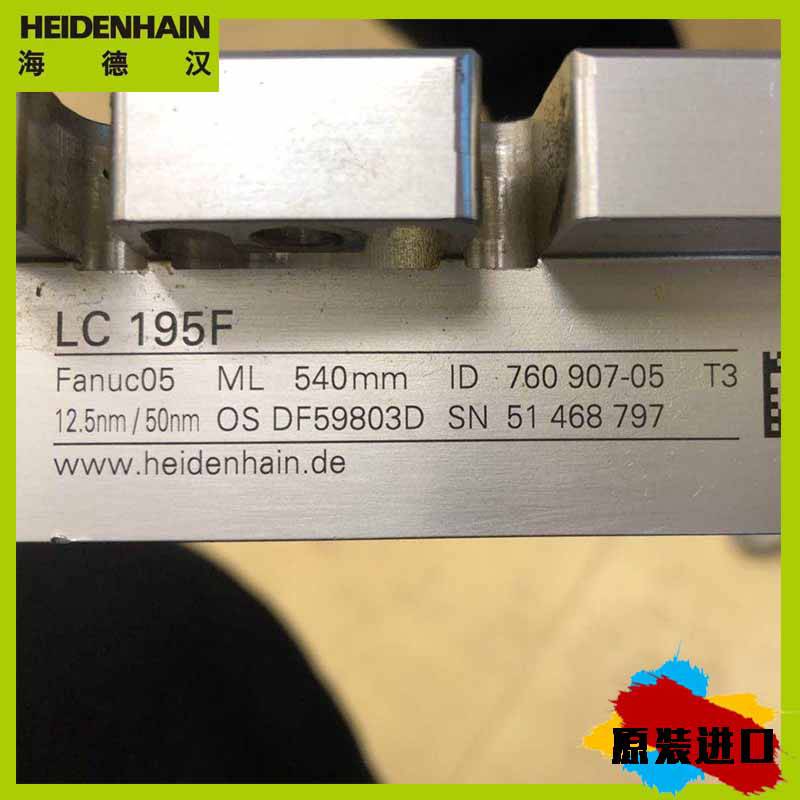 HEIDENHAIN
海德汉
LC 195F
Fanuc05 ML 540mm ID 760 907-05 T3
12.5nm / 50nm OS DF59803D SN 51 468 797
www.heidenhain.de
原装进口